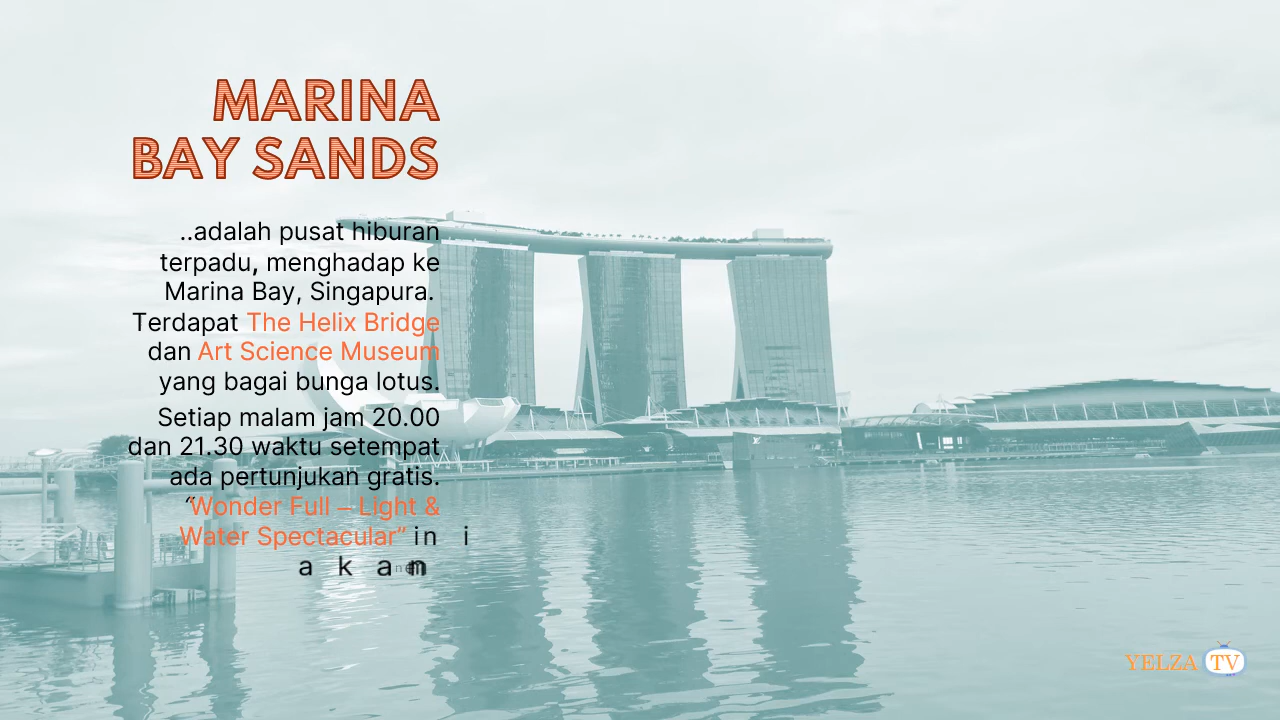 MARINA
BAY SANDS
..adalah pusat hiburan
terpadu, menghadap ke
Marina Bay, Singapura.
Terdapat The Helix Bridge
dan Art Science Museum
yang bagai bunga lotus.
Setiap malam jam 20.00
dan 21.30 waktu setempat
ada pertunjukan gratis.
“Wonder Full – Light &
Water Spectacular” ini
akan
YELZA TV